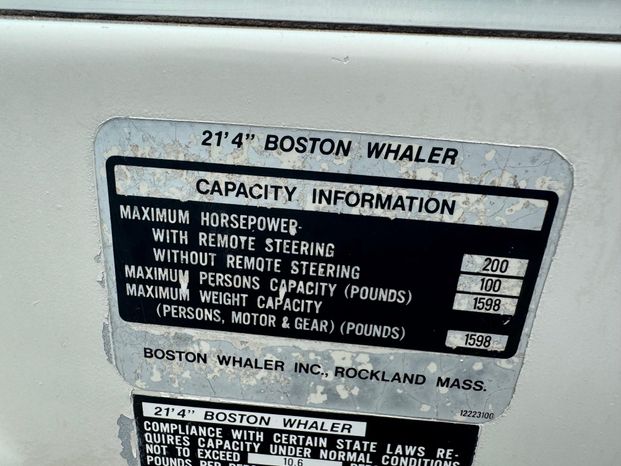 21'4" BOSTON WHALER
CAPACITY INFORMATION
MAXIMUM HORSEPOWER
WITH REMOTE STEERING 200
WITHOUT REMOTE STEERING 100
MAXIMUM PERSONS CAPACITY (POUNDS) 1598
MAXIMUM WEIGHT CAPACITY
(PERSONS, MOTOR & GEAR) (POUNDS) 1598
BOSTON WHALER INC., ROCKLAND MASS.
12223100
21'4" BOSTON WHALER
COMPLIANCE WITH CERTAIN STATE LAWS RE-
QUIRES CAPACITY UNDER NORMAL CONDITIONS
NOT TO EXCEED 10.6
POUNDS PER